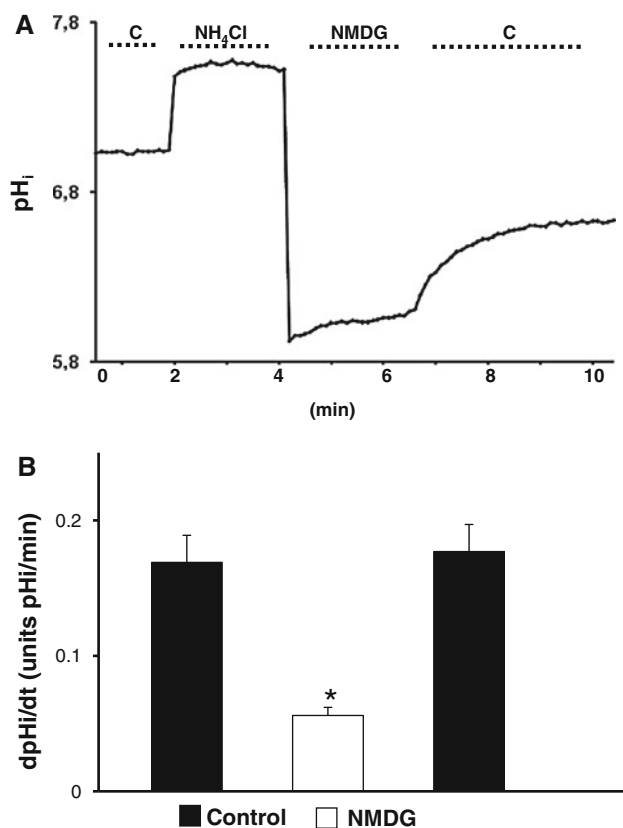 A
7,8
C NH₄Cl NMDG C
6,8
pHᵢ
5,8
0 2 4 6 8 10
(min)
B
0.2
0.1
0
dpHi/dt (units pHi/min)
*
Control NMDG